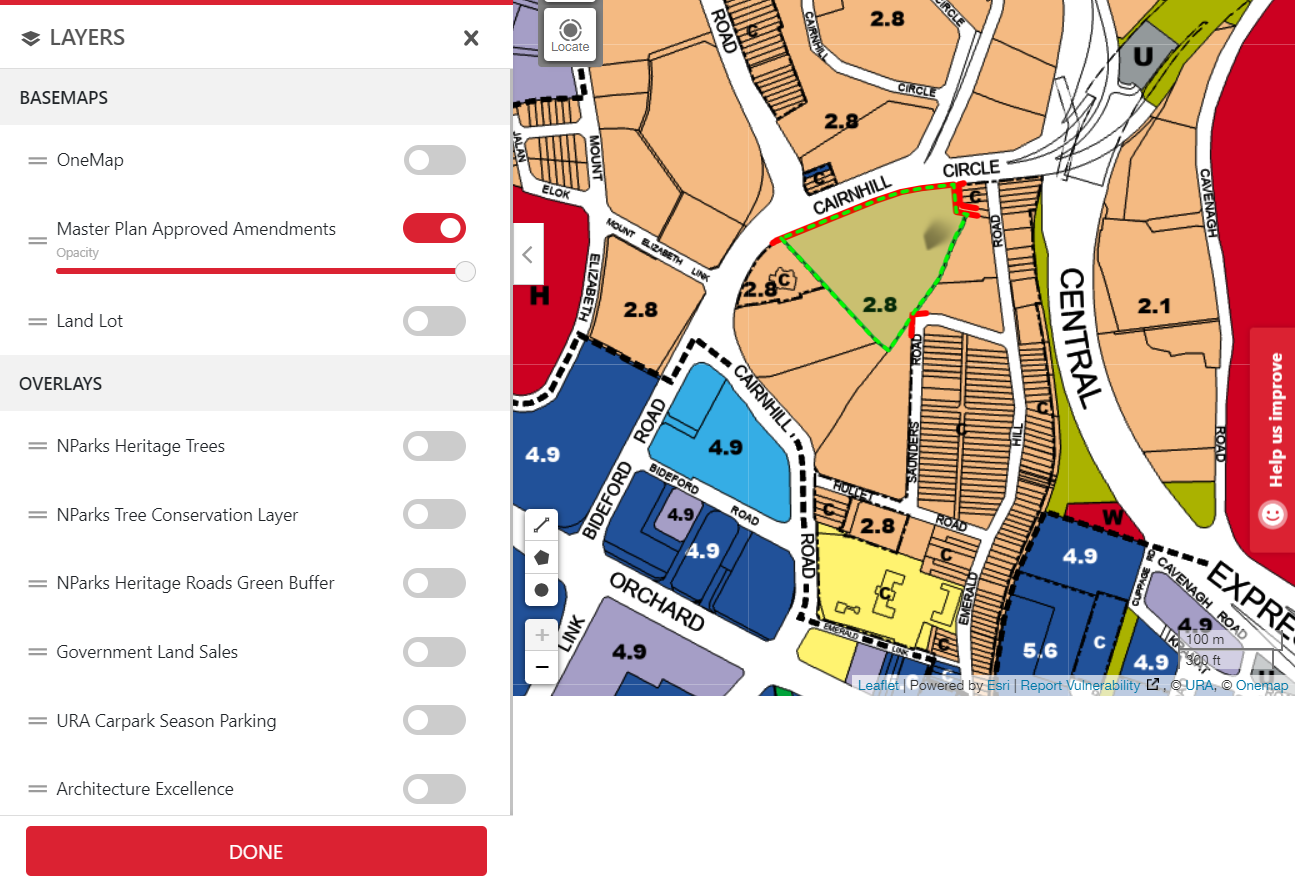 LAYERS
BASEMAPS
OneMap
Master Plan Approved Amendments
Opacity
Land Lot
OVERLAYS
NParks Heritage Trees
NParks Tree Conservation Layer
NParks Heritage Roads Green Buffer
Government Land Sales
URA Carpark Season Parking
Architecture Excellence
DONE
Locate
ROAD
C
CAIRNHILL
CIRCLE
2.8
CIRCLE
U
2.8
JALAN
MOUNT
ELOK
C
CAIRNHILL
CIRCLE
C
ROAD
CAVENAGH
MOUNT ELIZABETH LINK
ELIZABETH
H
2.8
2.8
C
2.8
CENTRAL
2.1
ROAD
CAIRNHILL
ROAD
4.9
BIDEFORD
ROAD
4.9
BIDEFORD
ROAD
4.9
4.9
ORCHARD
LINK
4.9
ROAD
SAUNDERS
C
HILL
C
EMERALD
HULLET
ROAD
C
2.8
C
C
EMERALD LINK
C
C
W
4.9
5.6
C
4.9
CUPPAGE RD
CAVENAGH ROAD
4.9
EXPRES
ROAD
U
Help us improve
100 m
300 ft
Leaflet | Powered by Esri | Report Vulnerability , © URA, © Onemap